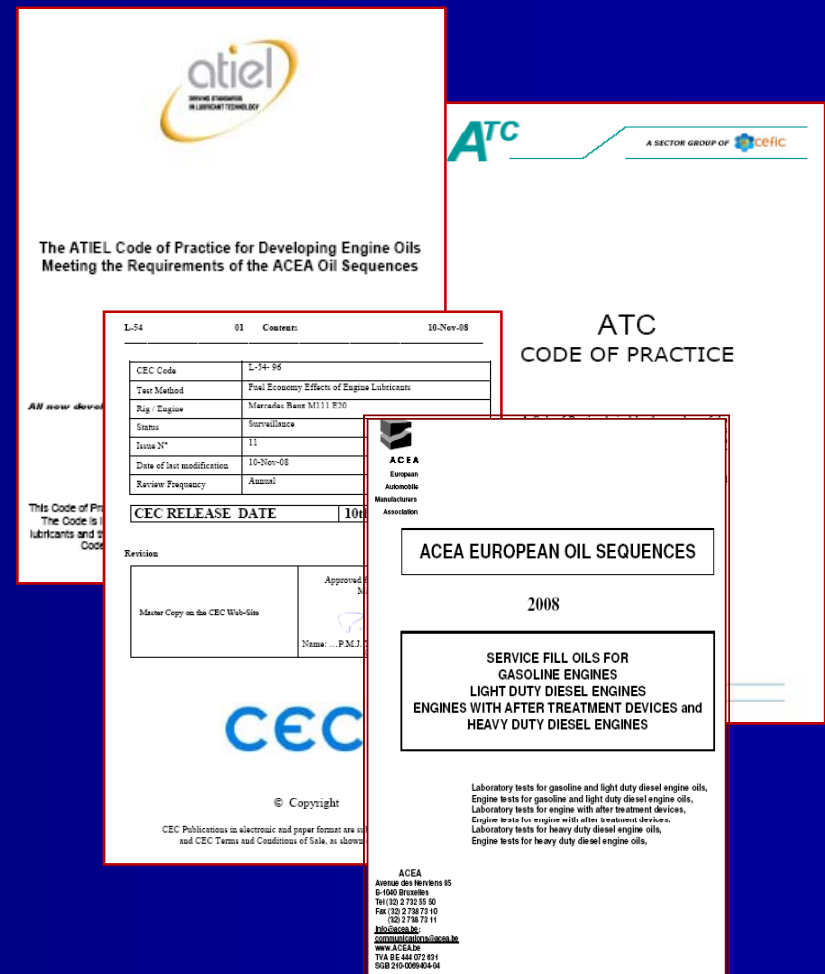 atiel
DRIVING STANDARDS
IN LUBRICANT TECHNOLOGY
The ATIEL Code of Practice for Developing Engine Oils
Meeting the Requirements of the ACEA Oil Sequences
All new devel
This Code of Pr
The Code is i
lubricants and th
Code
ATC
A SECTOR GROUP OF cefic
ATC
CODE OF PRACTICE
L-54 01 Contents 10-Nov-08
CEC Code L-54- 96
Test Method Fuel Economy Effects of Engine Lubricants
Rig / Engine Mercedes Benz M111 E20
Status Surveillance
Issue N° 11
Date of last modification 10-Nov-08
Review Frequency Annual
CEC RELEASE DATE 10t
Revision
Master Copy on the CEC Web-Site
Approved f
M
Name: ...P.M.J.
CEC
© Copyright
CEC Publications in electronic and paper format are su
and CEC Terms and Conditions of Sale, as shown
ACEA
European
Automobile
Manufacturers
Association
ACEA EUROPEAN OIL SEQUENCES
2008
SERVICE FILL OILS FOR
GASOLINE ENGINES
LIGHT DUTY DIESEL ENGINES
ENGINES WITH AFTER TREATMENT DEVICES and
HEAVY DUTY DIESEL ENGINES
Laboratory tests for gasoline and light duty diesel engine oils,
Engine tests for gasoline and light duty diesel engine oils,
Laboratory tests for engine with after treatment devices,
Engine tests for engine with after treatment devices.
Laboratory tests for heavy duty diesel engine oils,
Engine tests for heavy duty diesel engine oils,
ACEA
Avenue des Nerviens 85
B-1040 Bruxelles
Tel (32) 2 732 55 50
Fax (32) 2 738 73 10
(32) 2 738 73 11
info@acea.be;
communications@acea.be
www.ACEA.be
TVA BE 444 072 631
SGB 210-0069404-04